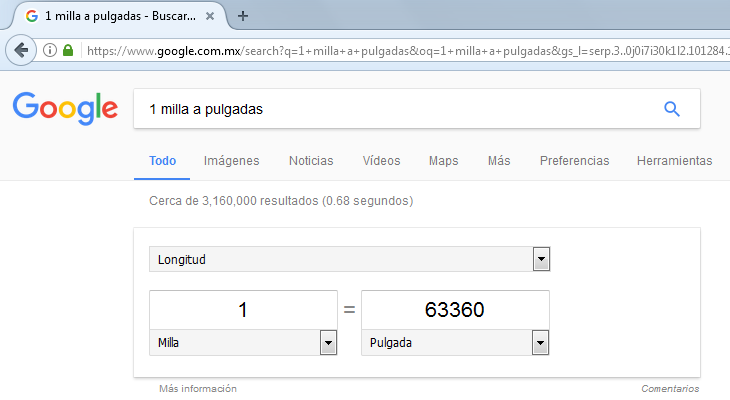 1 milla a pulgadas - Buscar...
https://www.google.com.mx/search?q=1+milla+a+pulgadas&oq=1+milla+a+pulgadas&gs_l=serp.3..0j0i7i30k1l2.101284.1
Google 1 milla a pulgadas
Todo Imágenes Noticias Vídeos Maps Más Preferencias Herramientas
Cerca de 3,160,000 resultados (0.68 segundos)
Longitud
1 = 63360
Milla Pulgada
Más información Comentarios